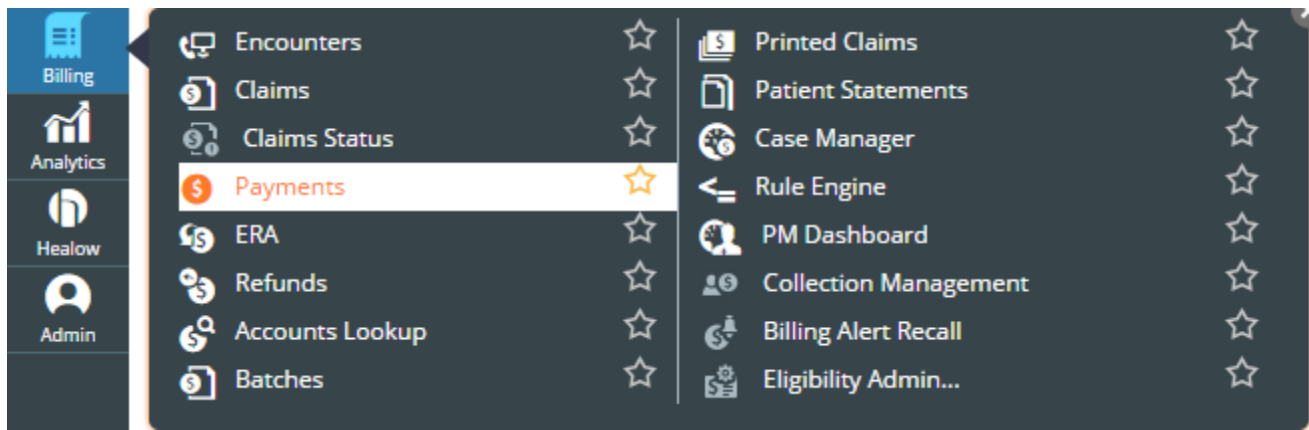 Billing
Analytics
Healow
Admin
Encounters
Claims
Claims Status
Payments
ERA
Refunds
Accounts Lookup
Batches
Printed Claims
Patient Statements
Case Manager
Rule Engine
PM Dashboard
Collection Management
Billing Alert Recall
Eligibility Admin...